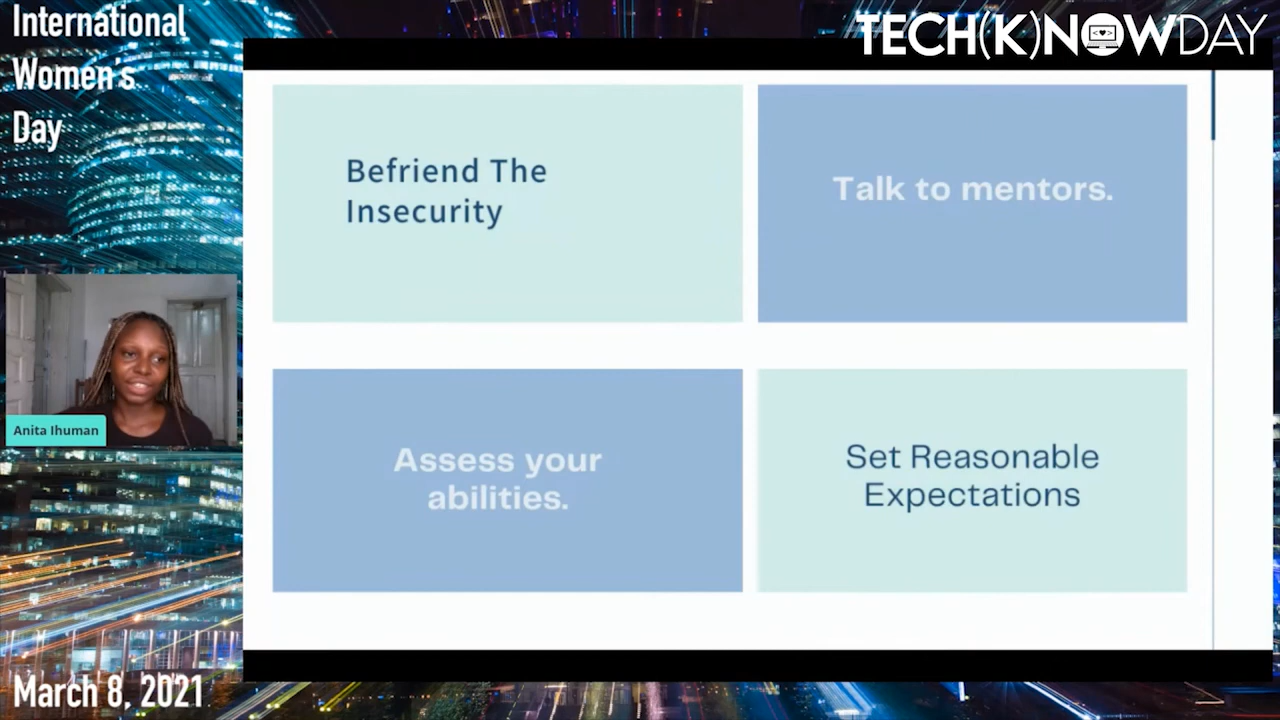 International
Women's
Day
TECH(K)NOWDAY
Befriend The
Insecurity
Talk to mentors.
Assess your
abilities.
Set Reasonable
Expectations
Anita Ihuman
March 8, 2021